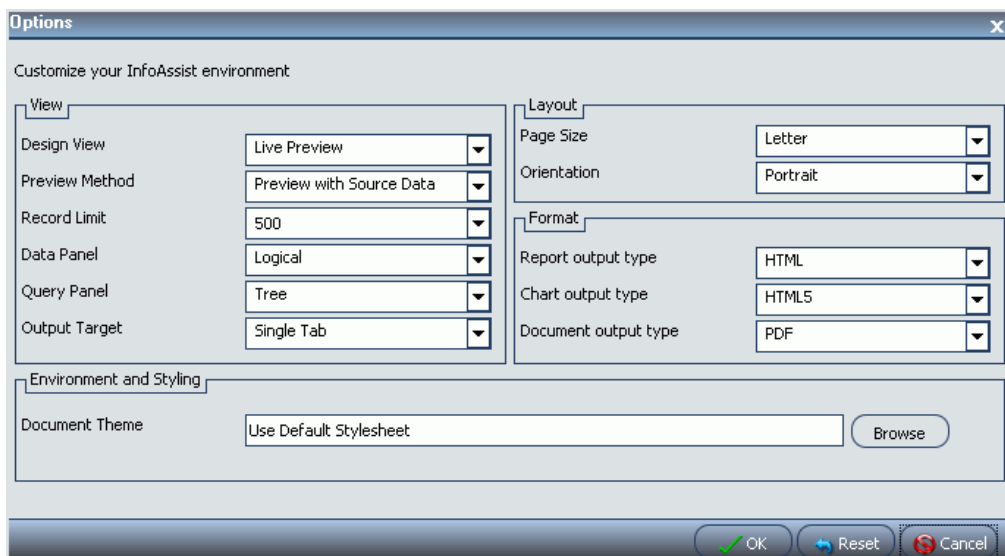 Options
x
Customize your InfoAssist environment
View
Design View Live Preview
Preview Method Preview with Source Data
Record Limit 500
Data Panel Logical
Query Panel Tree
Output Target Single Tab
Layout
Page Size Letter
Orientation Portrait
Format
Report output type HTML
Chart output type HTML5
Document output type PDF
Environment and Styling
Document Theme Use Default Stylesheet Browse
OK Reset Cancel